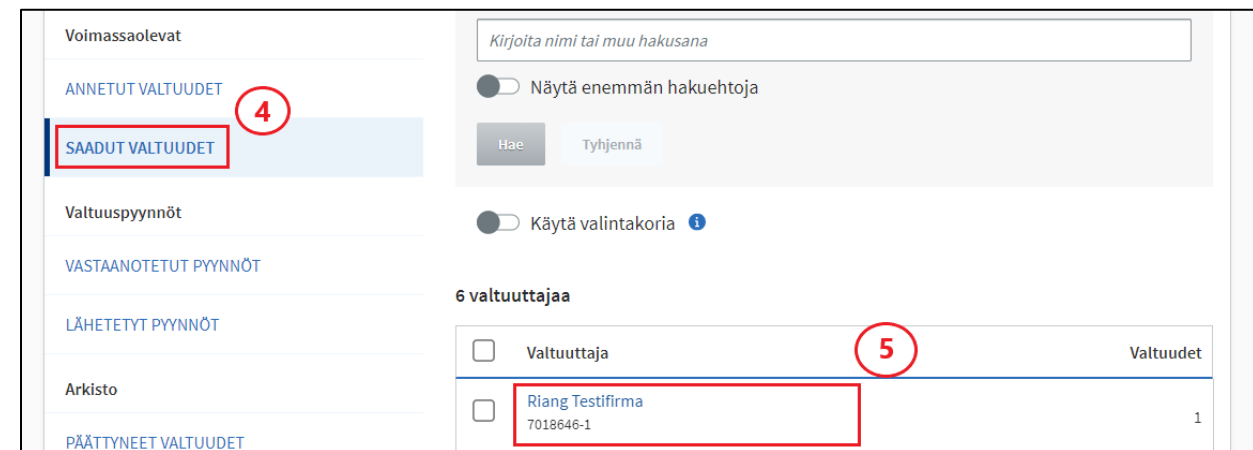 Voimassaolevat
ANNETUT VALTUUDET
4
SAADUT VALTUUDET
Valtuuspyynnöt
VASTAANOTETUT PYYNNÖT
LÄHETETYT PYYNNÖT
Arkisto
PÄÄTTYNEET VALTUUDET
Kirjoita nimi tai muu hakusana
Näytä enemmän hakuehtoja
Hae Tyhjennä
Käytä valintakoria i
6 valtuuttajaa
Valtuuttaja 5 Valtuudet
Riang Testifirma
7018646-1 1